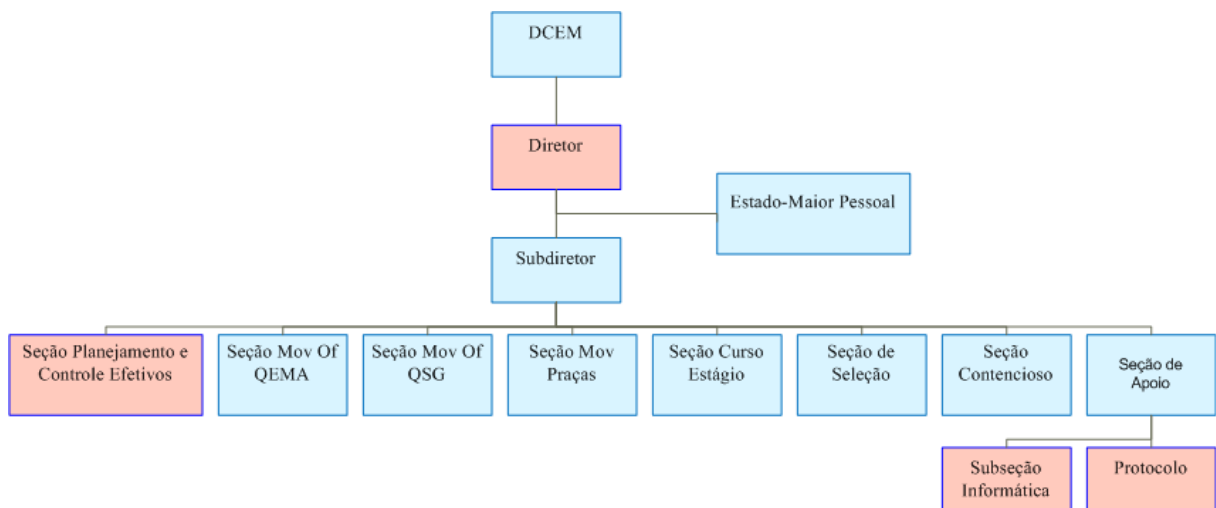 DCEM
Diretor
Estado-Maior Pessoal
Subdiretor
Seção Planejamento e
Controle Efetivos
Seção Mov Of
QEMA
Seção Mov Of
QSG
Seção Mov
Praças
Seção Curso
Estágio
Seção de
Seleção
Seção
Contencioso
Seção de
Apoio
Subseção
Informática
Protocolo